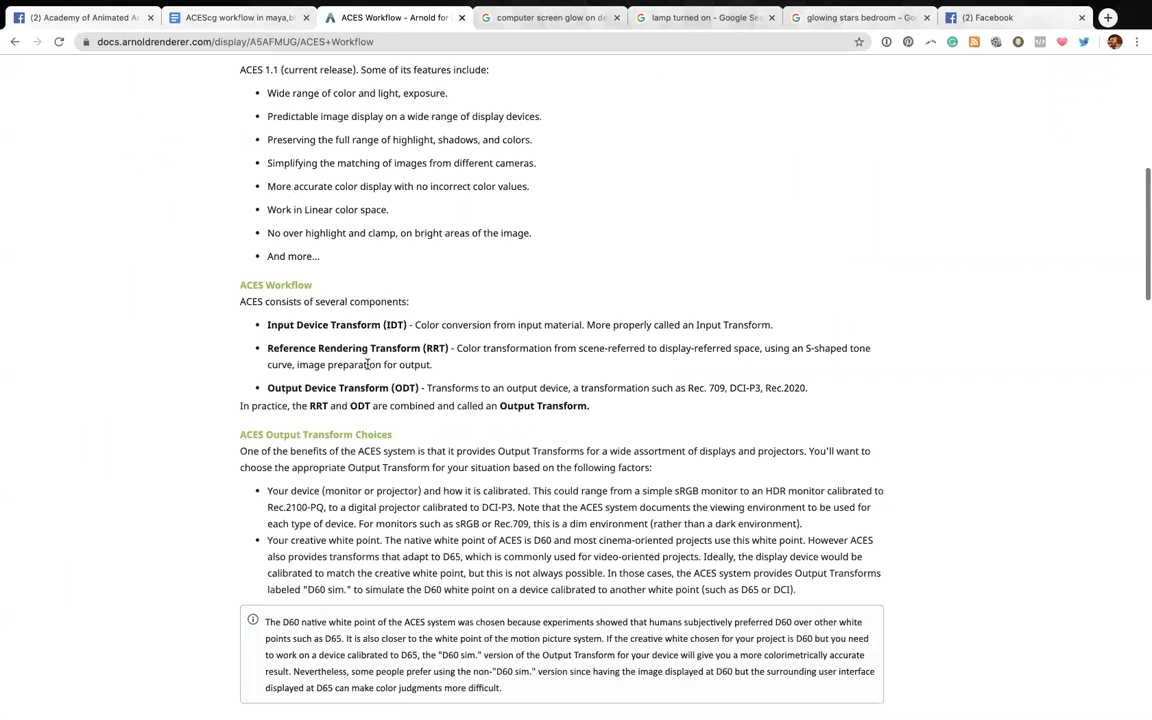 (2) Academy of Animated Ar
ACEScg workflow in maya,bl
ACES Workflow - Arnold for
computer screen glow on de
lamp turned on - Google Sea
glowing stars bedroom - Goo
(2) Facebook
docs.arnoldrenderer.com/display/A5AFMUG/ACES+Workflow
ACES 1.1 (current release). Some of its features include:
• Wide range of color and light, exposure.
• Predictable image display on a wide range of display devices.
• Preserving the full range of highlight, shadows, and colors.
• Simplifying the matching of images from different cameras.
• More accurate color display with no incorrect color values.
• Work in Linear color space.
• No over highlight and clamp, on bright areas of the image.
• And more...
ACES Workflow
ACES consists of several components:
• Input Device Transform (IDT) - Color conversion from input material. More properly called an Input Transform.
• Reference Rendering Transform (RRT) - Color transformation from scene-referred to display-referred space, using an S-shaped tone
curve, image preparation for output.
• Output Device Transform (ODT) - Transforms to an output device, a transformation such as Rec. 709, DCI-P3, Rec.2020.
In practice, the RRT and ODT are combined and called an Output Transform.
ACES Output Transform Choices
One of the benefits of the ACES system is that it provides Output Transforms for a wide assortment of displays and projectors. You'll want to
choose the appropriate Output Transform for your situation based on the following factors:
• Your device (monitor or projector) and how it is calibrated. This could range from a simple sRGB monitor to an HDR monitor calibrated to
Rec.2100-PQ, to a digital projector calibrated to DCI-P3. Note that the ACES system documents the viewing environment to be used for
each type of device. For monitors such as sRGB or Rec.709, this is a dim environment (rather than a dark environment).
• Your creative white point. The native white point of ACES is D60 and most cinema-oriented projects use this white point. However ACES
also provides transforms that adapt to D65, which is commonly used for video-oriented projects. Ideally, the display device would be
calibrated to match the creative white point, but this is not always possible. In those cases, the ACES system provides Output Transforms
labeled "D60 sim." to simulate the D60 white point on a device calibrated to another white point (such as D65 or DCI).
The D60 native white point of the ACES system was chosen because experiments showed that humans subjectively preferred D60 over other white
points such as D65. It is also closer to the white point of the motion picture system. If the creative white chosen for your project is D60 but you need
to work on a device calibrated to D65, the "D60 sim." version of the Output Transform for your device will give you a more colorimetrically accurate
result. Nevertheless, some people prefer using the non-"D60 sim." version since having the image displayed at D60 but the surrounding user interface
displayed at D65 can make color judgments more difficult.